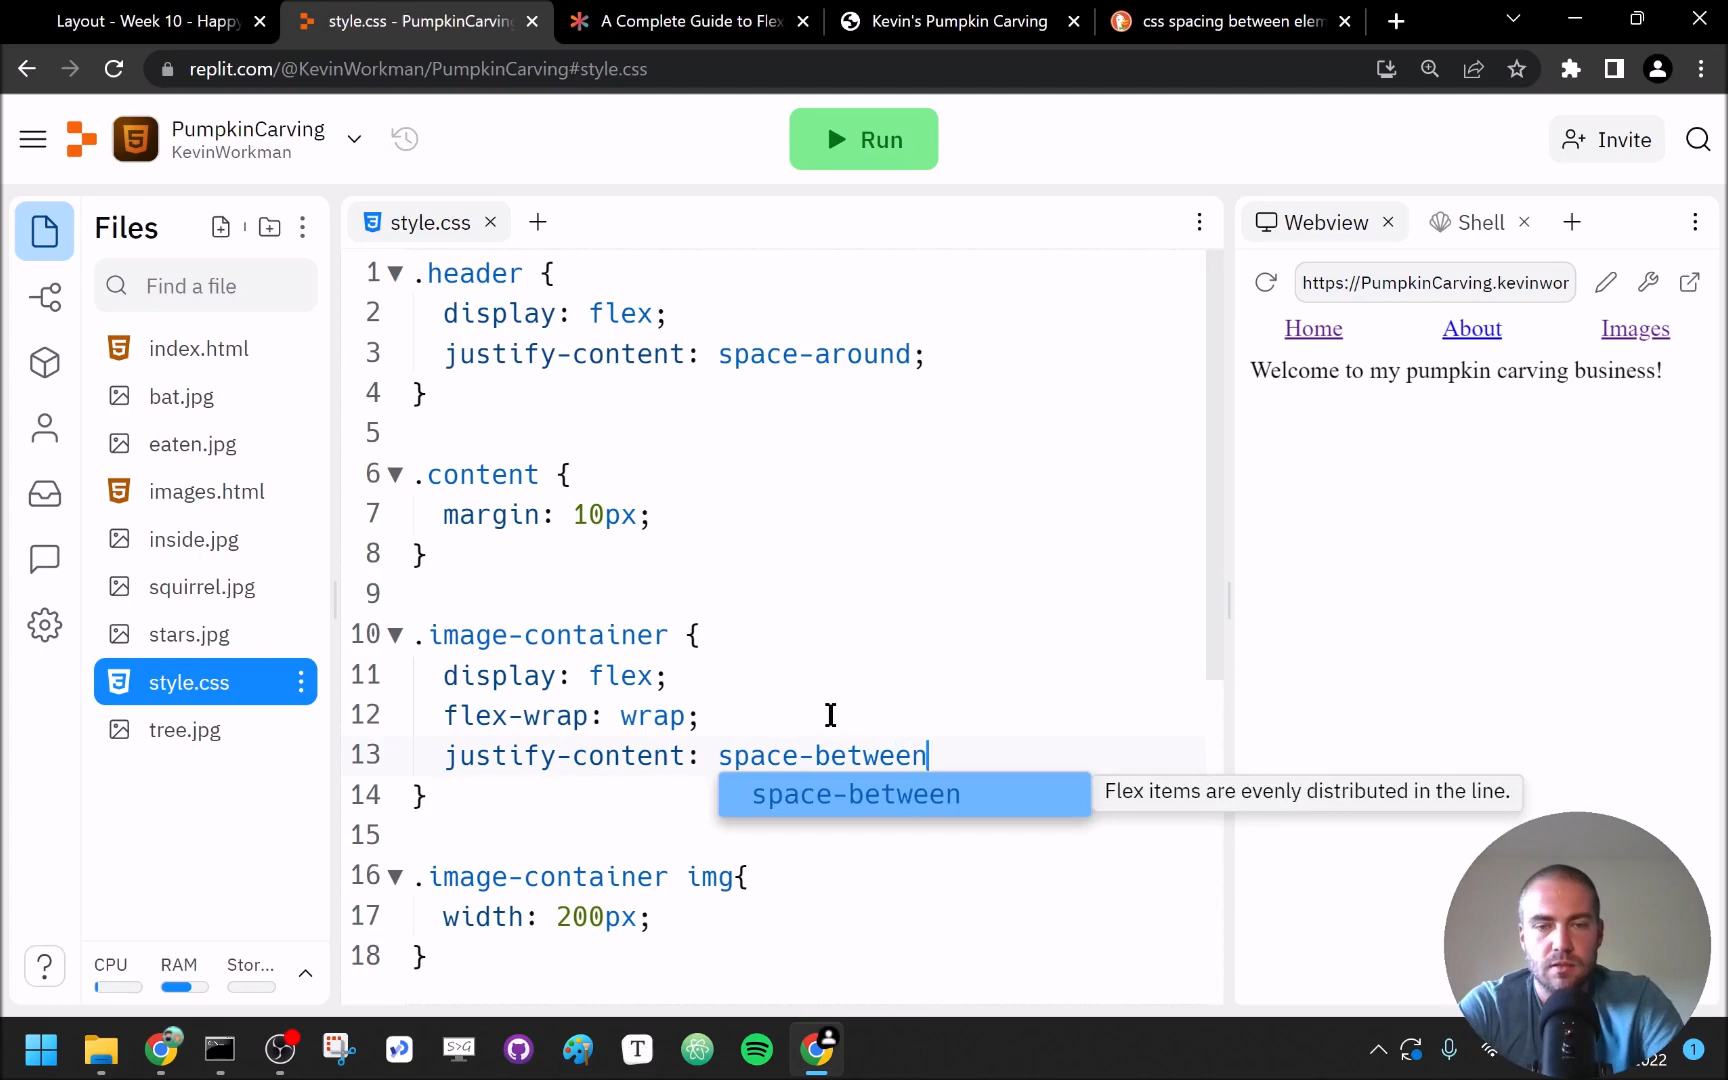 Layout - Week 10 - Happy
style.css - PumpkinCarving
A Complete Guide to Flex
Kevin's Pumpkin Carving
css spacing between elem
replit.com/@KevinWorkman/PumpkinCarving#style.css
PumpkinCarving
KevinWorkman
Run
Invite
Files
Find a file
index.html
bat.jpg
eaten.jpg
images.html
inside.jpg
squirrel.jpg
stars.jpg
style.css
tree.jpg
CPU RAM Stor...
style.css
1 .header {
2 display: flex;
3 justify-content: space-around;
4 }
5
6 .content {
7 margin: 10px;
8 }
9
10 .image-container {
11 display: flex;
12 flex-wrap: wrap;
13 justify-content: space-between
14 }
15
16 .image-container img{
17 width: 200px;
18 }
space-between
Flex items are evenly distributed in the line.
Webview
Shell
https://PumpkinCarving.kevinwor
Home About Images
Welcome to my pumpkin carving business!
S>G
T
2022
1